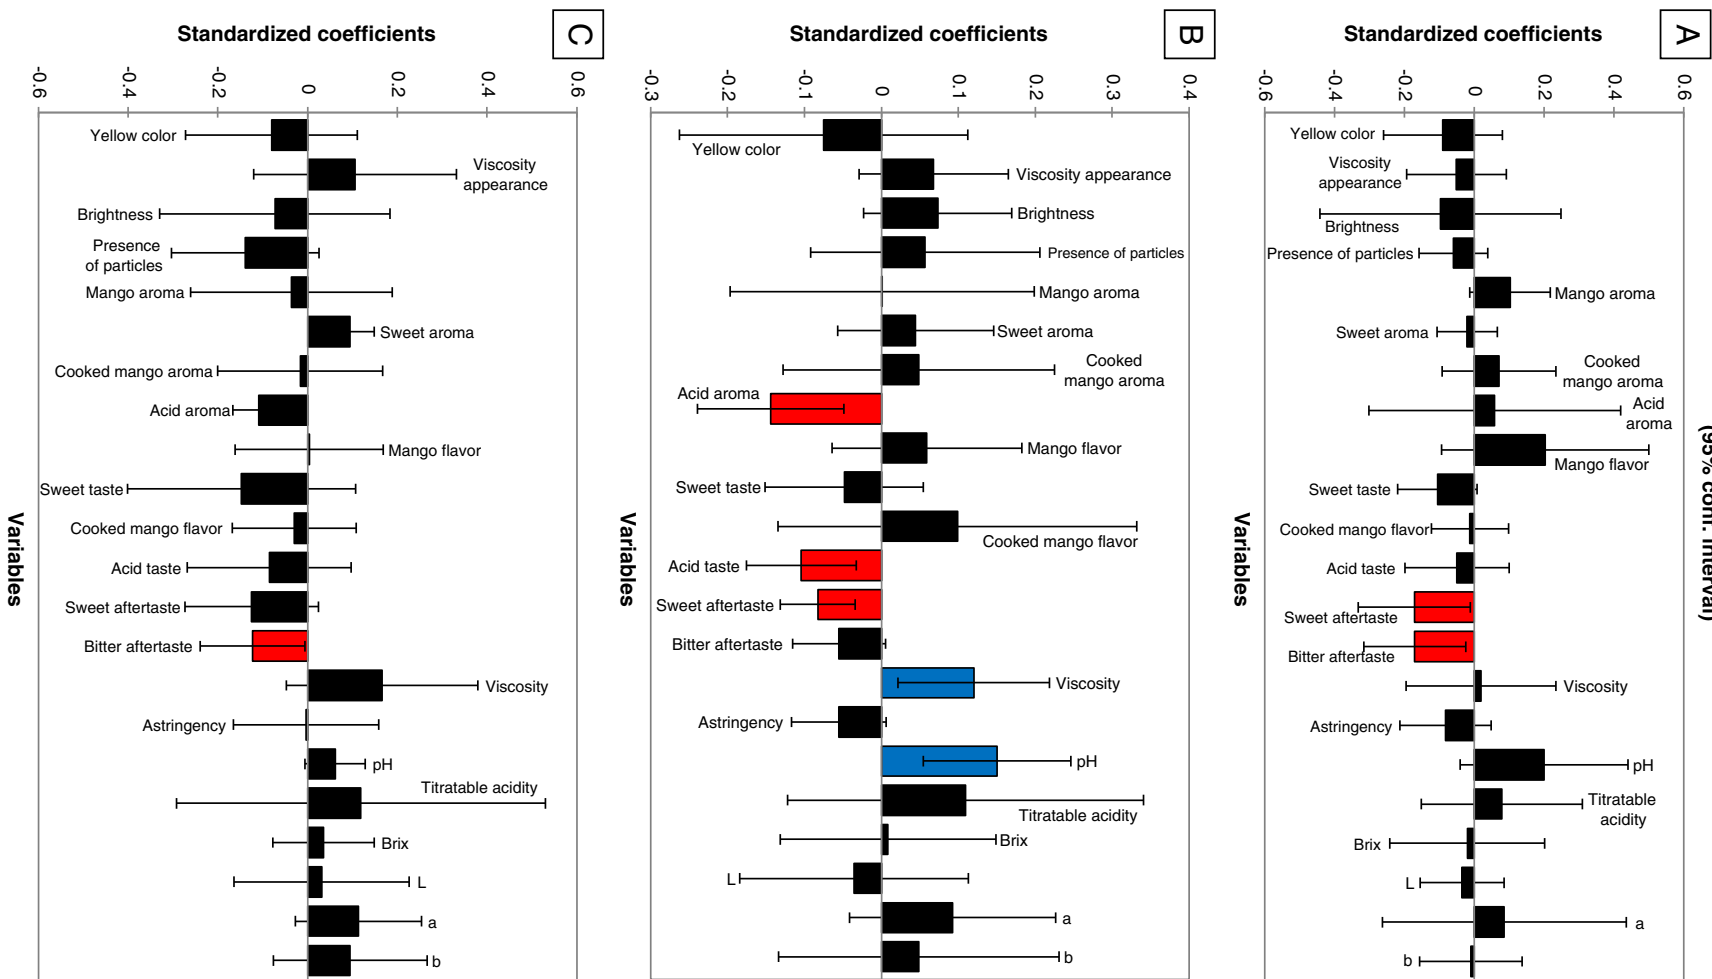 A
Standardized coefficients
0.6
0.4
0.2
0
-0.2
-0.4
-0.6
Yellow color
Viscosity
appearance
Brightness
Presence of particles
Mango aroma
Sweet aroma
Cooked
mango aroma
Acid
aroma
Mango flavor
Sweet taste
Cooked mango flavor
Acid taste
Sweet aftertaste
Bitter aftertaste
Viscosity
Astringency
pH
Titratable
acidity
Brix
L
a
b
Variables
(95% conf. interval)
B
Standardized coefficients
0.4
0.3
0.2
0.1
0
-0.1
-0.2
-0.3
Yellow color
Viscosity appearance
Brightness
Presence of particles
Mango aroma
Sweet aroma
Cooked
mango aroma
Acid aroma
Mango flavor
Sweet taste
Cooked mango flavor
Acid taste
Sweet aftertaste
Bitter aftertaste
Viscosity
Astringency
pH
Titratable acidity
Brix
L
a
b
Variables
C
Standardized coefficients
0.6
0.4
0.2
0
-0.2
-0.4
-0.6
Yellow color
Viscosity
appearance
Brightness
Presence
of particles
Mango aroma
Sweet aroma
Cooked mango aroma
Acid aroma
Mango flavor
Sweet taste
Cooked mango flavor
Acid taste
Sweet aftertaste
Bitter aftertaste
Viscosity
Astringency
pH
Titratable acidity
Brix
L
a
b
Variables